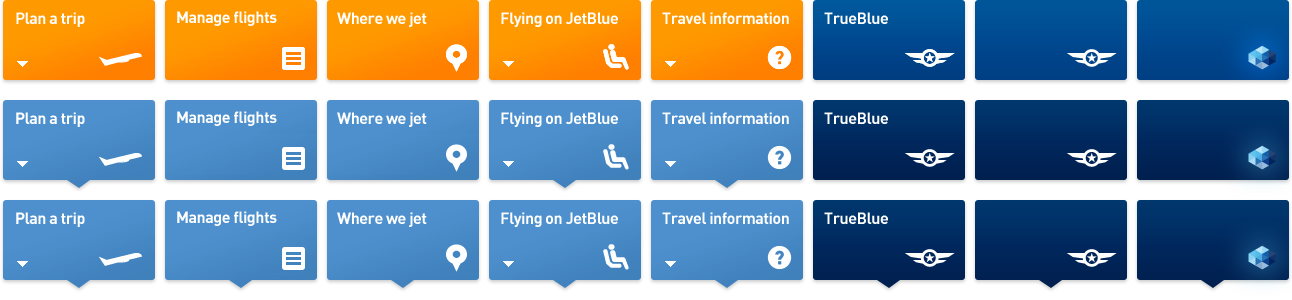 Plan a trip
Manage flights
Where we jet
Flying on JetBlue
Travel information
TrueBlue
Plan a trip
Manage flights
Where we jet
Flying on JetBlue
Travel information
TrueBlue
Plan a trip
Manage flights
Where we jet
Flying on JetBlue
Travel information
TrueBlue